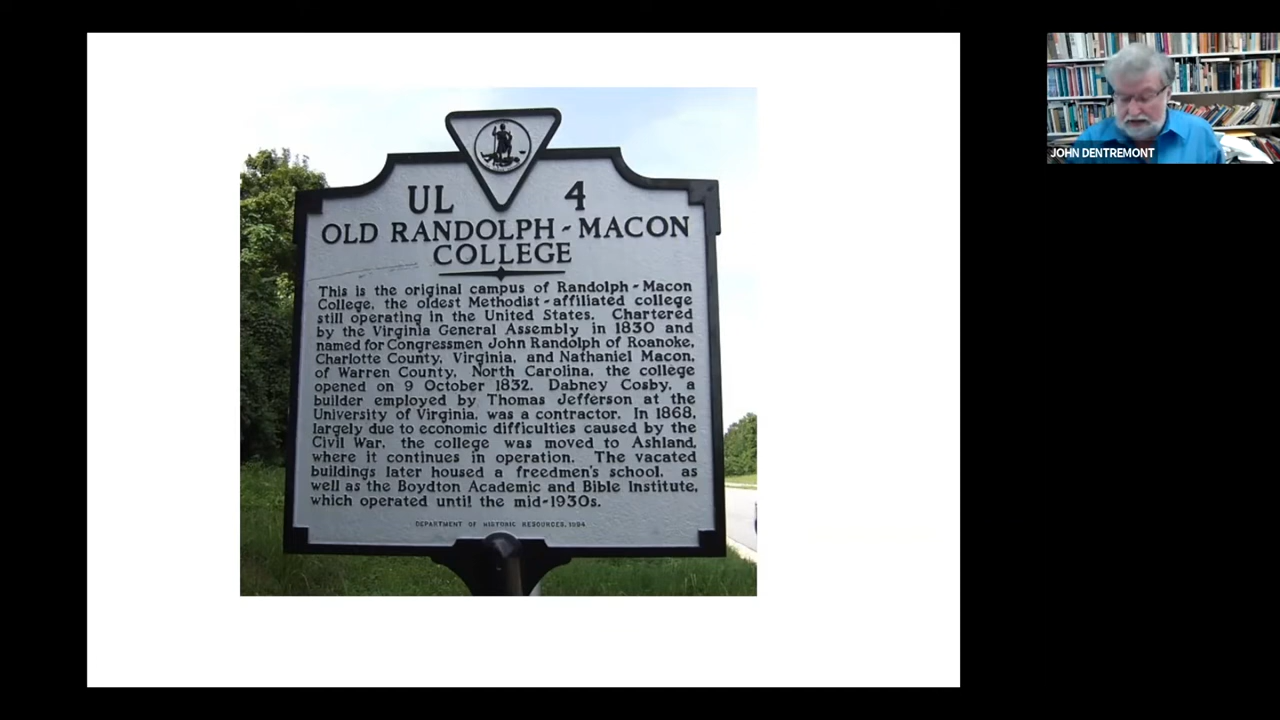 UL 4
OLD RANDOLPH-MACON
COLLEGE
This is the original campus of Randolph-Macon
College, the oldest Methodist-affiliated college
still operating in the United States. Chartered
by the Virginia General Assembly in 1830 and
named for Congressmen John Randolph of Roanoke,
Charlotte County, Virginia, and Nathaniel Macon,
of Warren County, North Carolina, the college
opened on 9 October 1832. Dabney Cosby, a
builder employed by Thomas Jefferson at the
University of Virginia, was a contractor. In 1868,
largely due to economic difficulties caused by the
Civil War, the college was moved to Ashland,
where it continues in operation. The vacated
buildings later housed a freedmen's school, as
well as the Boydton Academic and Bible Institute,
which operated until the mid-1930s.
DEPARTMENT OF HISTORIC RESOURCES, 1994
JOHN DENTREMONT